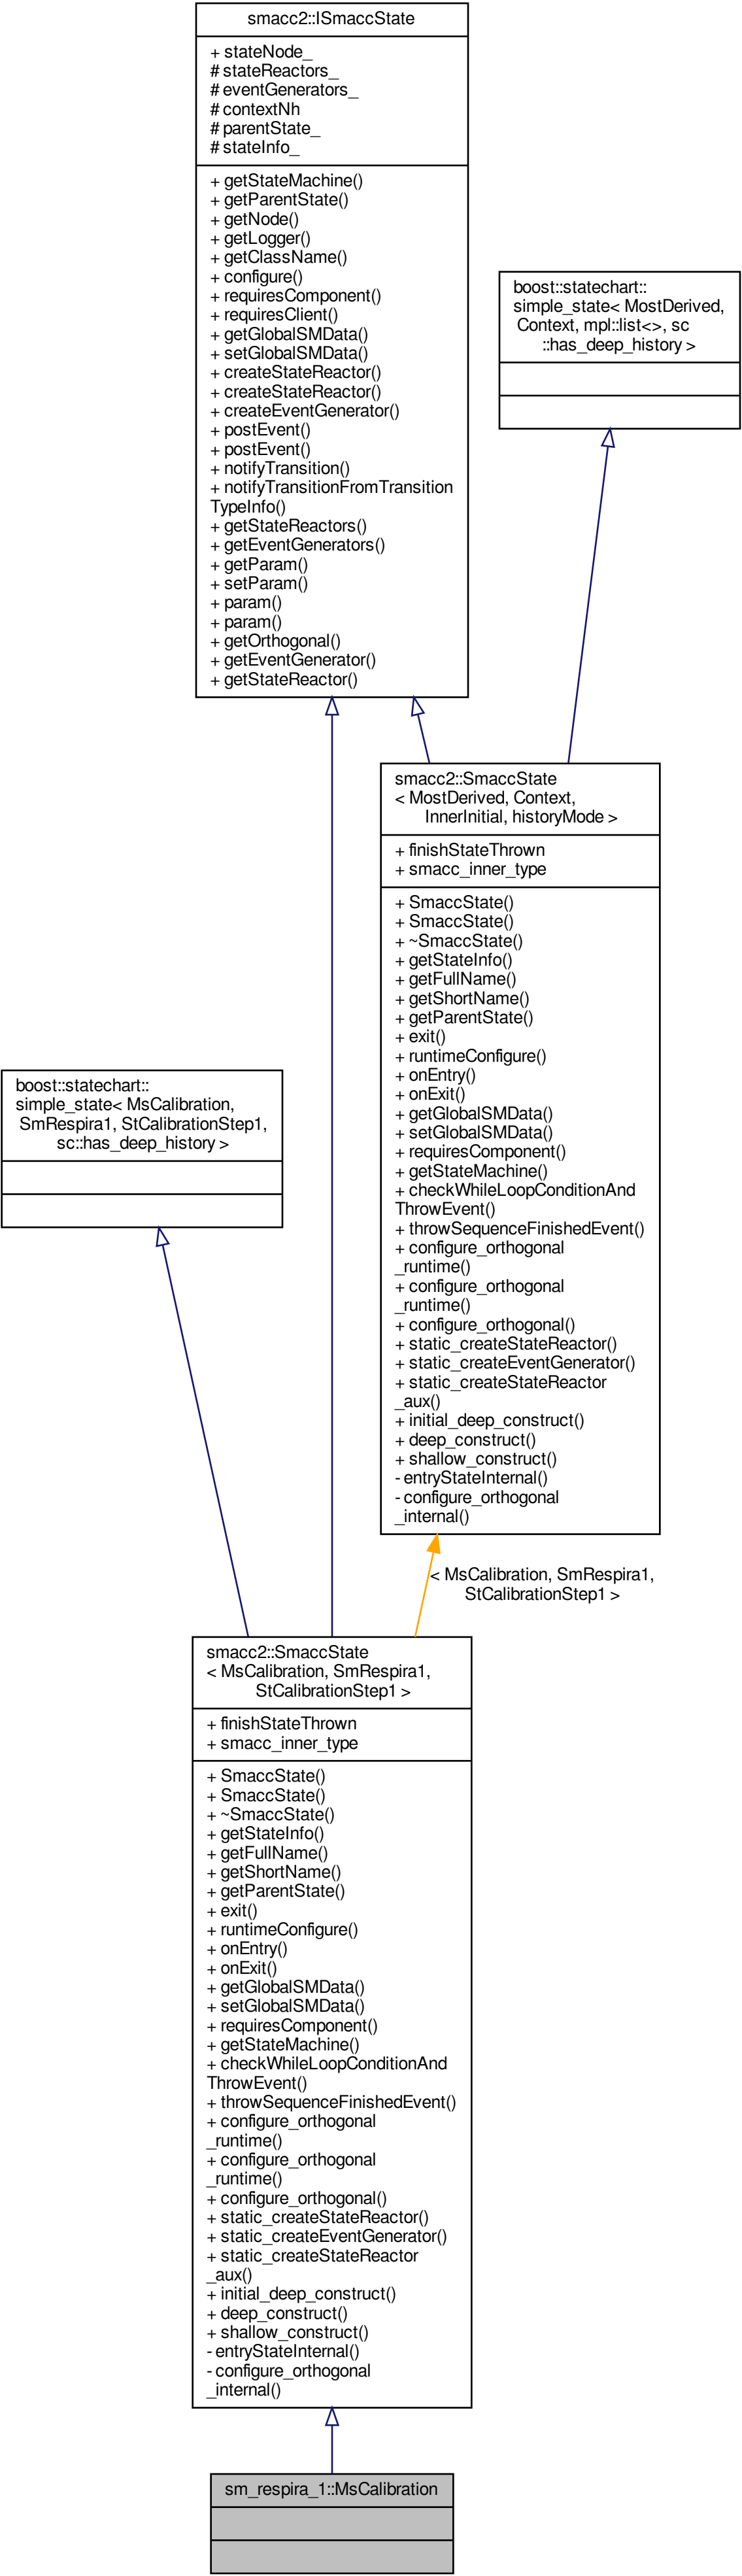 smacc2::ISmaccState
+ stateNode_
# stateReactors_
# eventGenerators_
# contextNh
# parentState_
# stateInfo_
+ getStateMachine()
+ getParentState()
+ getNode()
+ getLogger()
+ getClassName()
+ configure()
+ requiresComponent()
+ requiresClient()
+ getGlobalSMData()
+ setGlobalSMData()
+ createStateReactor()
+ createStateReactor()
+ createEventGenerator()
+ postEvent()
+ postEvent()
+ notifyTransition()
+ notifyTransitionFromTransition
TypeInfo()
+ getStateReactors()
+ getEventGenerators()
+ getParam()
+ setParam()
+ param()
+ param()
+ getOrthogonal()
+ getEventGenerator()
+ getStateReactor()
boost::statechart::
simple_state< MostDerived,
Context, mpl::list<>, sc
::has_deep_history >
smacc2::SmaccState
< MostDerived, Context,
InnerInitial, historyMode >
+ finishStateThrown
+ smacc_inner_type
+ SmaccState()
+ SmaccState()
+ ~SmaccState()
+ getStateInfo()
+ getFullName()
+ getShortName()
+ getParentState()
+ exit()
+ runtimeConfigure()
+ onEntry()
+ onExit()
+ getGlobalSMData()
+ setGlobalSMData()
+ requiresComponent()
+ getStateMachine()
+ checkWhileLoopConditionAnd
ThrowEvent()
+ throwSequenceFinishedEvent()
+ configure_orthogonal
_runtime()
+ configure_orthogonal
_runtime()
+ configure_orthogonal()
+ static_createStateReactor()
+ static_createEventGenerator()
+ static_createStateReactor
_aux()
+ initial_deep_construct()
+ deep_construct()
+ shallow_construct()
- entryStateInternal()
- configure_orthogonal
_internal()
boost::statechart::
simple_state< MsCalibration,
SmRespira1, StCalibrationStep1,
sc::has_deep_history >
< MsCalibration, SmRespira1,
StCalibrationStep1 >
smacc2::SmaccState
< MsCalibration, SmRespira1,
StCalibrationStep1 >
+ finishStateThrown
+ smacc_inner_type
+ SmaccState()
+ SmaccState()
+ ~SmaccState()
+ getStateInfo()
+ getFullName()
+ getShortName()
+ getParentState()
+ exit()
+ runtimeConfigure()
+ onEntry()
+ onExit()
+ getGlobalSMData()
+ setGlobalSMData()
+ requiresComponent()
+ getStateMachine()
+ checkWhileLoopConditionAnd
ThrowEvent()
+ throwSequenceFinishedEvent()
+ configure_orthogonal
_runtime()
+ configure_orthogonal
_runtime()
+ configure_orthogonal()
+ static_createStateReactor()
+ static_createEventGenerator()
+ static_createStateReactor
_aux()
+ initial_deep_construct()
+ deep_construct()
+ shallow_construct()
- entryStateInternal()
- configure_orthogonal
_internal()
sm_respira_1::MsCalibration